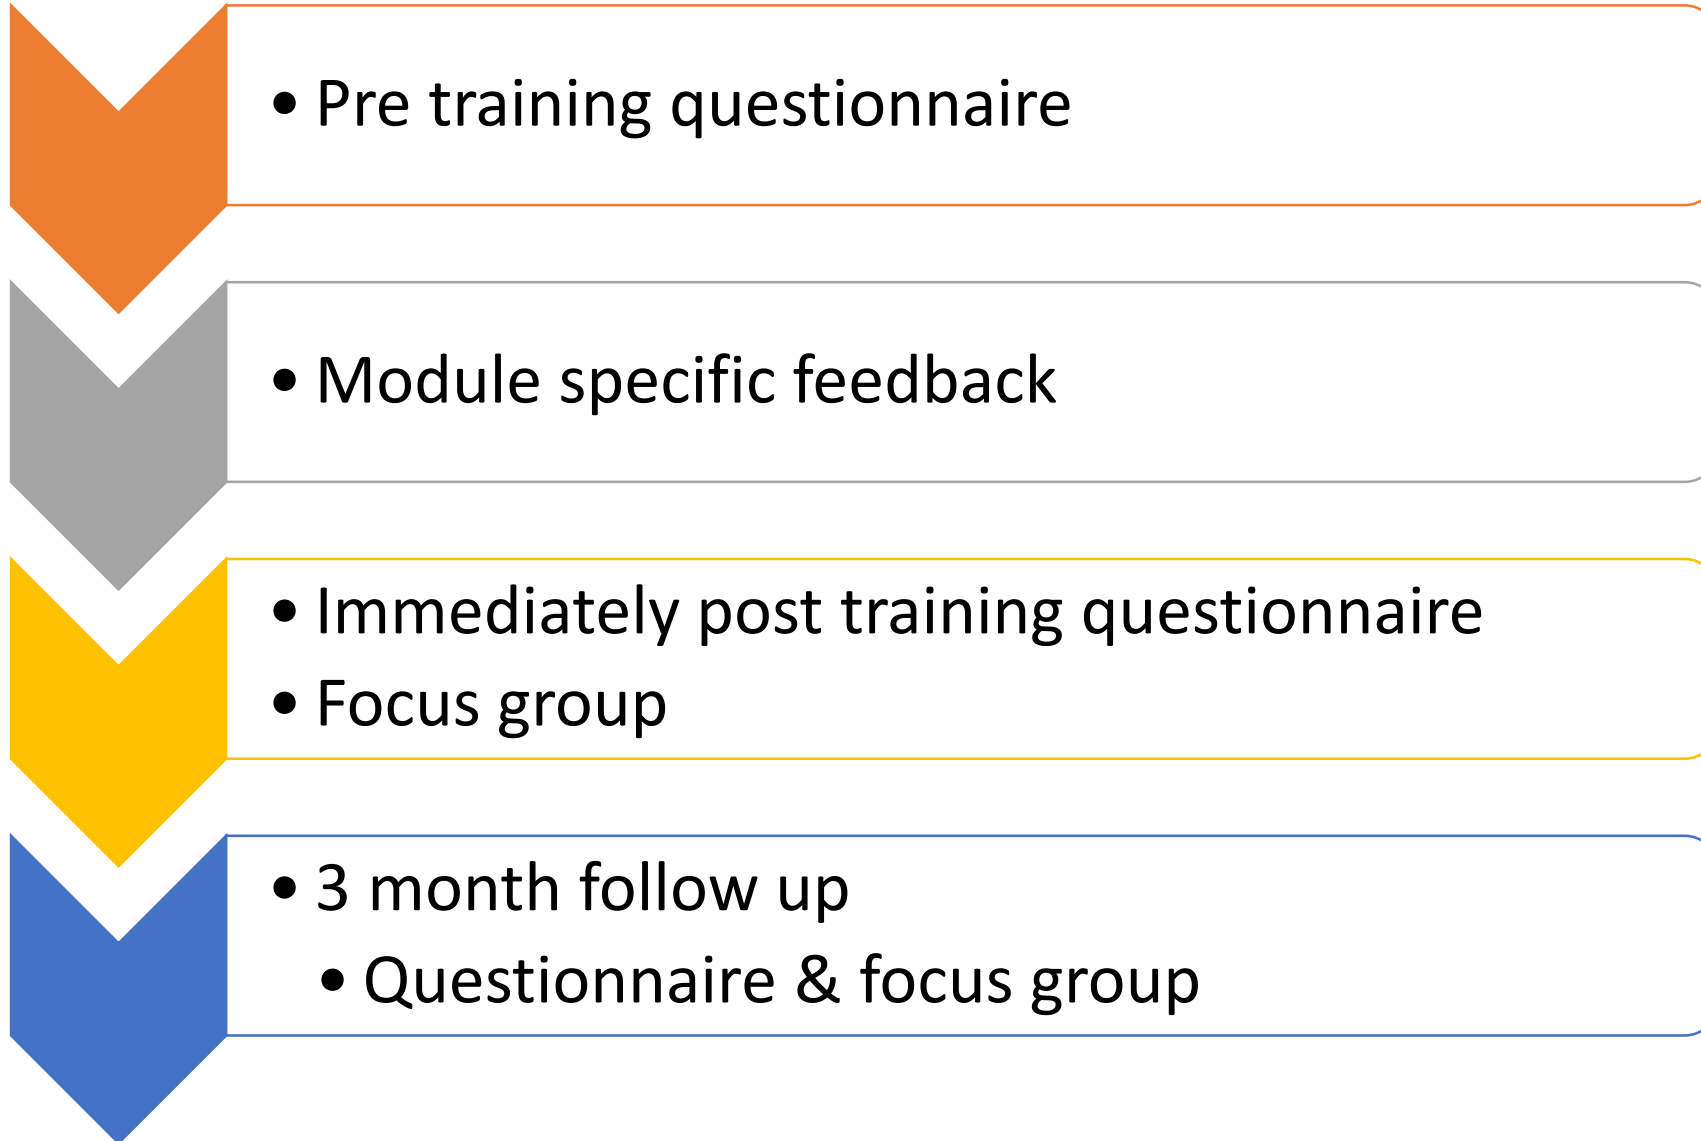 • Pre training questionnaire
• Module specific feedback
• Immediately post training questionnaire
• Focus group
• 3 month follow up
• Questionnaire & focus group